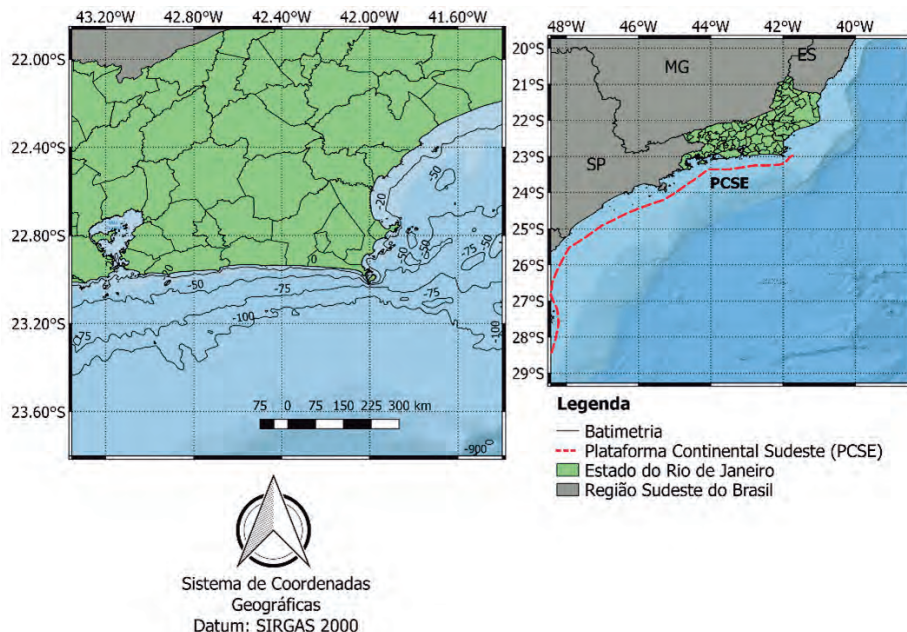 43.20°W 42.80°W 42.40°W 42.00°W 41.60°W
22.00°S
22.40°S
22.80°S
23.20°S
23.60°S
-20
-50
-50
-50
-75
-75
-100
0
-50
-75
-100
-75
-900
75 0 75 150 225 300 km
48°W 46°W 44°W 42°W 40°W
20°S
21°S
22°S
23°S
24°S
25°S
26°S
27°S
28°S
29°S
MG
ES
SP
PCSE
Legenda
Batimetria
Plataforma Continental Sudeste (PCSE)
Estado do Rio de Janeiro
Região Sudeste do Brasil
Sistema de Coordenadas
Geográficas
Datum: SIRGAS 2000